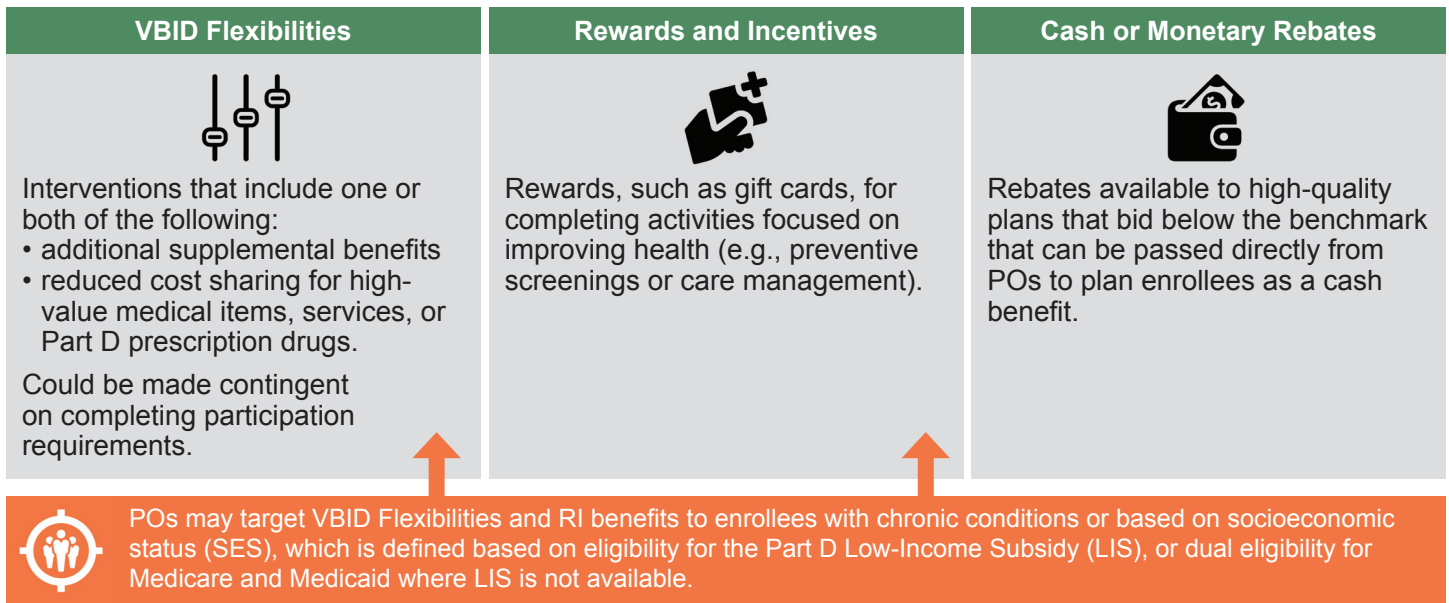 VBID Flexibilities
Interventions that include one or
both of the following:
• additional supplemental benefits
• reduced cost sharing for high-
value medical items, services, or
Part D prescription drugs.
Could be made contingent
on completing participation
requirements.
Rewards and Incentives
Rewards, such as gift cards, for
completing activities focused on
improving health (e.g., preventive
screenings or care management).
Cash or Monetary Rebates
Rebates available to high-quality
plans that bid below the benchmark
that can be passed directly from
POs to plan enrollees as a cash
benefit.
POs may target VBID Flexibilities and RI benefits to enrollees with chronic conditions or based on socioeconomic
status (SES), which is defined based on eligibility for the Part D Low-Income Subsidy (LIS), or dual eligibility for
Medicare and Medicaid where LIS is not available.